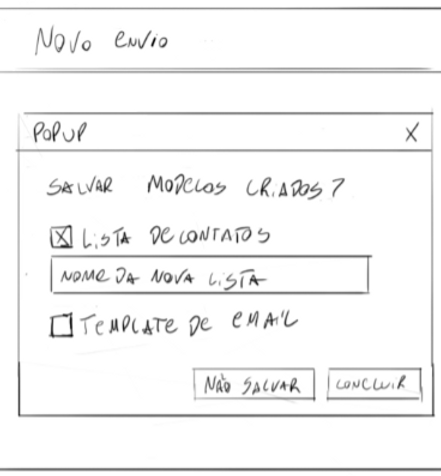 Novo envio
POPUP X
SALVAR MODELOS CRIADOS?
LISTA DE CONTATOS
NOME DA NOVA LISTA
TEMPLATE DE EMAIL
NÃO SALVAR CONCLUIR